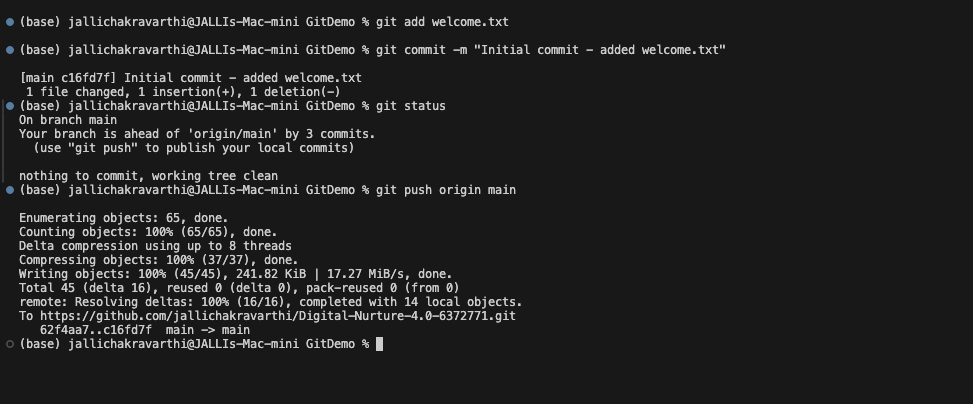 (base) jallichakravarthi@JALLIs-Mac-mini GitDemo % git add welcome.txt
(base) jallichakravarthi@JALLIs-Mac-mini GitDemo % git commit -m "Initial commit - added welcome.txt"
[main c16fd7f] Initial commit - added welcome.txt
1 file changed, 1 insertion(+), 1 deletion(-)
(base) jallichakravarthi@JALLIs-Mac-mini GitDemo % git status
On branch main
Your branch is ahead of 'origin/main' by 3 commits.
(use "git push" to publish your local commits)
nothing to commit, working tree clean
(base) jallichakravarthi@JALLIs-Mac-mini GitDemo % git push origin main
Enumerating objects: 65, done.
Counting objects: 100% (65/65), done.
Delta compression using up to 8 threads
Compressing objects: 100% (37/37), done.
Writing objects: 100% (45/45), 241.82 KiB | 17.27 MiB/s, done.
Total 45 (delta 16), reused 0 (delta 0), pack-reused 0 (from 0)
remote: Resolving deltas: 100% (16/16), completed with 14 local objects.
To https://github.com/jallichakravarthi/Digital-Nurture-4.0-6372771.git
62f4aa7..c16fd7f  main -> main
(base) jallichakravarthi@JALLIs-Mac-mini GitDemo %